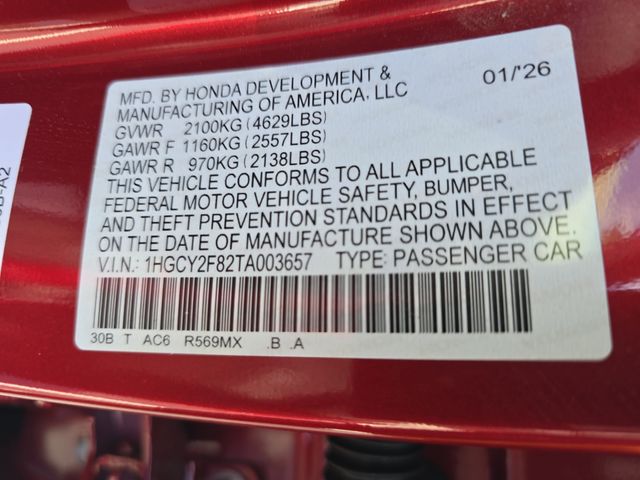 MFD. BY HONDA DEVELOPMENT &
MANUFACTURING OF AMERICA, LLC 01/'26
GVWR 2100KG (4629LBS)
GAWR F 1160KG (2557LBS)
GAWR R 970KG (2138LBS)
THIS VEHICLE CONFORMS TO ALL APPLICABLE
FEDERAL MOTOR VEHICLE SAFETY, BUMPER,
AND THEFT PREVENTION STANDARDS IN EFFECT
ON THE DATE OF MANUFACTURE SHOWN ABOVE.
V.I.N.: 1HGCY2F82TA003657 TYPE: PASSENGER CAR
30B T AC6 R569MX .B .A